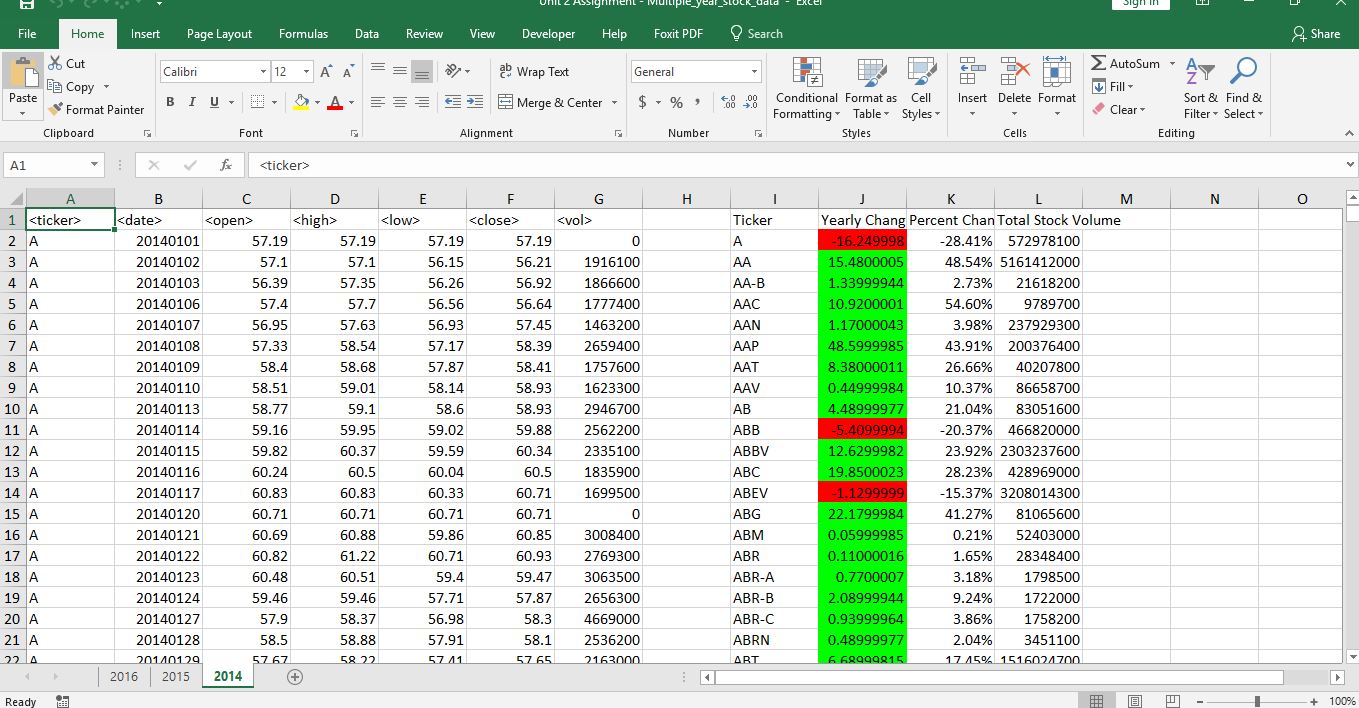 Unit 2 Assignment - Multiple_year_stock_data - Excel Sign in
File Home Insert Page Layout Formulas Data Review View Developer Help Foxit PDF Search Share
Paste Cut Copy Format Painter Clipboard
Calibri 12 A A B I U A Font
Wrap Text Merge & Center Alignment
General $ % , Number
Conditional Formatting Format as Table Cell Styles Styles
Insert Delete Format Cells
AutoSum Fill Clear Sort & Filter Find & Select Editing
A1 fx <ticker>
A B C D E F G H I J K L M N O
1 <ticker> <date> <open> <high> <low> <close> <vol> Ticker Yearly Chang Percent Chan Total Stock Volume
2 A 20140101 57.19 57.19 57.19 57.19 0 A -16.249998 -28.41% 572978100
3 A 20140102 57.1 57.1 56.15 56.21 1916100 AA 15.4800005 48.54% 5161412000
4 A 20140103 56.39 57.35 56.26 56.92 1866600 AA-B 1.33999944 2.73% 21618200
5 A 20140106 57.4 57.7 56.56 56.64 1777400 AAC 10.9200001 54.60% 9789700
6 A 20140107 56.95 57.63 56.93 57.45 1463200 AAN 1.17000043 3.98% 237929300
7 A 20140108 57.33 58.54 57.17 58.39 2659400 AAP 48.5999985 43.91% 200376400
8 A 20140109 58.4 58.68 57.87 58.41 1757600 AAT 8.38000011 26.66% 40207800
9 A 20140110 58.51 59.01 58.14 58.93 1623300 AAV 0.44999984 10.37% 86658700
10 A 20140113 58.77 59.1 58.6 58.93 2946700 AB 4.48999977 21.04% 83051600
11 A 20140114 59.16 59.95 59.02 59.88 2562200 ABB -5.4099994 -20.37% 466820000
12 A 20140115 59.82 60.37 59.59 60.34 2335100 ABBV 12.6299982 23.92% 2303237600
13 A 20140116 60.24 60.5 60.04 60.5 1835900 ABC 19.8500023 28.23% 428969000
14 A 20140117 60.83 60.83 60.33 60.71 1699500 ABEV -1.1299999 -15.37% 3208014300
15 A 20140120 60.71 60.71 60.71 60.71 0 ABG 22.1799984 41.27% 81065600
16 A 20140121 60.69 60.88 59.86 60.85 3008400 ABM 0.05999985 0.21% 52403000
17 A 20140122 60.82 61.22 60.71 60.93 2769300 ABR 0.11000016 1.65% 28348400
18 A 20140123 60.48 60.51 59.4 59.47 3063500 ABR-A 0.7700007 3.18% 1798500
19 A 20140124 59.46 59.46 57.71 57.87 2656300 ABR-B 2.08999944 9.24% 1722000
20 A 20140127 57.9 58.37 56.98 58.3 4669000 ABR-C 0.93999964 3.86% 1758200
21 A 20140128 58.5 58.88 57.91 58.1 2536200 ABRN 0.48999977 2.04% 3451100
22 A 20140129 57.67 58.22 57.41 57.65 2163000 ABT 6.68999815 17.45% 1516024700
2016 2015 2014
Ready 100%